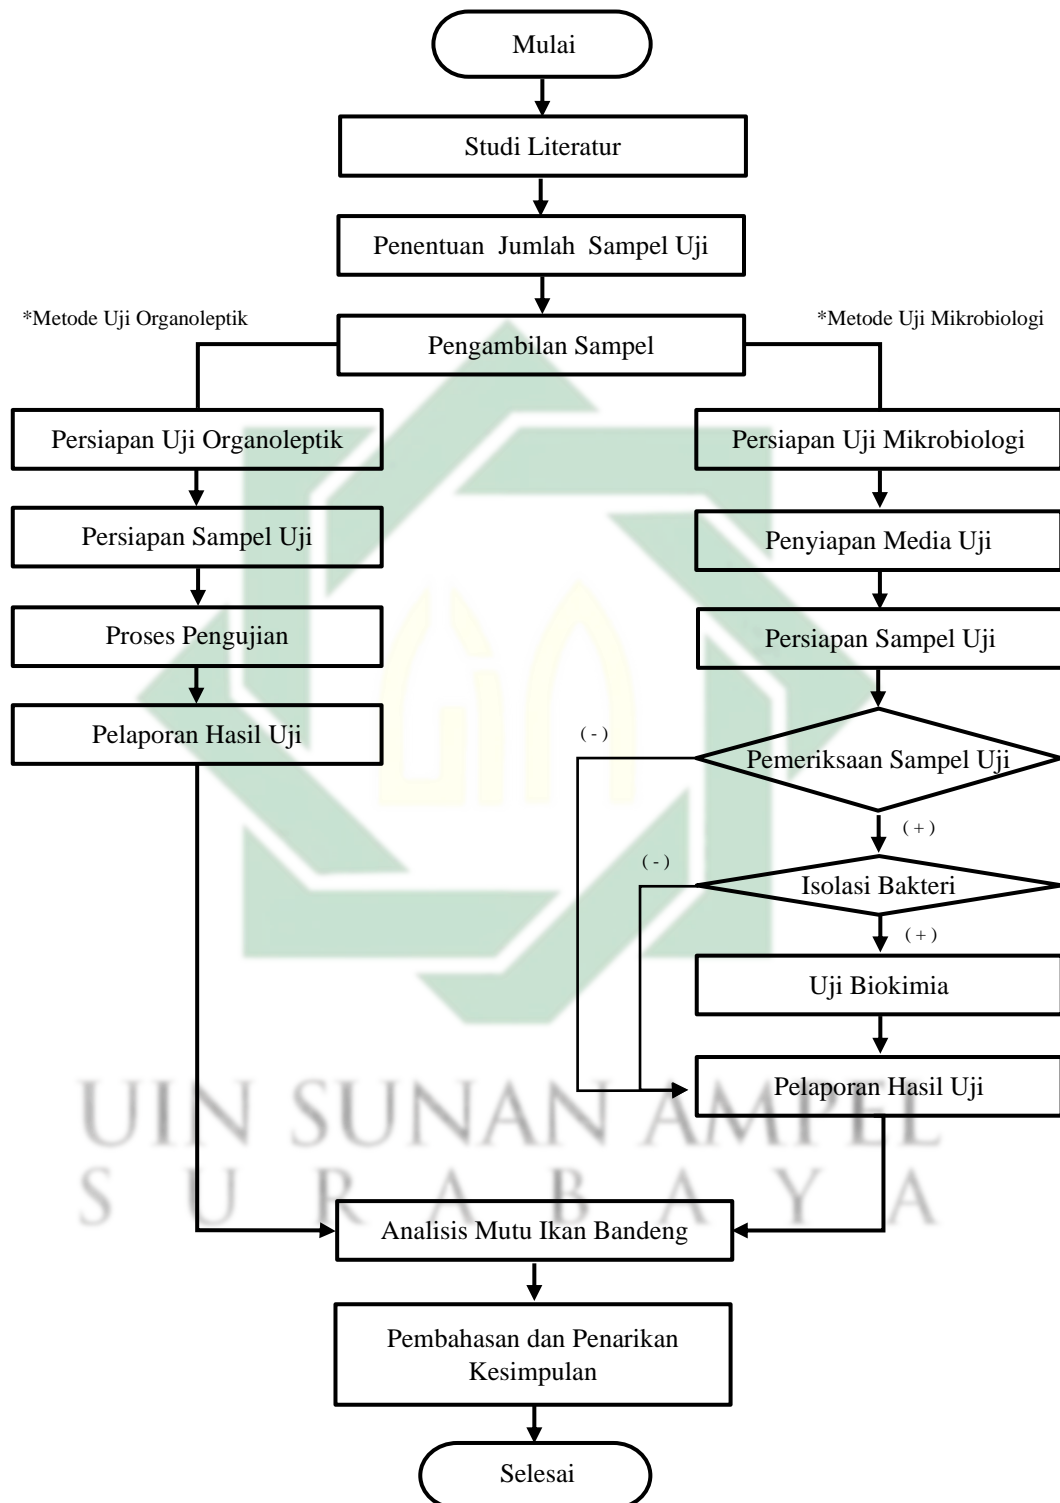 Mulai
Studi Literatur
Penentuan Jumlah Sampel Uji
*Metode Uji Organoleptik
*Metode Uji Mikrobiologi
Pengambilan Sampel
Persiapan Uji Organoleptik
Persiapan Uji Mikrobiologi
Persiapan Sampel Uji
Penyiapan Media Uji
Proses Pengujian
Persiapan Sampel Uji
Pelaporan Hasil Uji
( - )
Pemeriksaan Sampel Uji
( + )
( - )
Isolasi Bakteri
( + )
Uji Biokimia
Pelaporan Hasil Uji
UIN SUNAN AMPEL
SURABAYA
Analisis Mutu Ikan Bandeng
Pembahasan dan Penarikan
Kesimpulan
Selesai